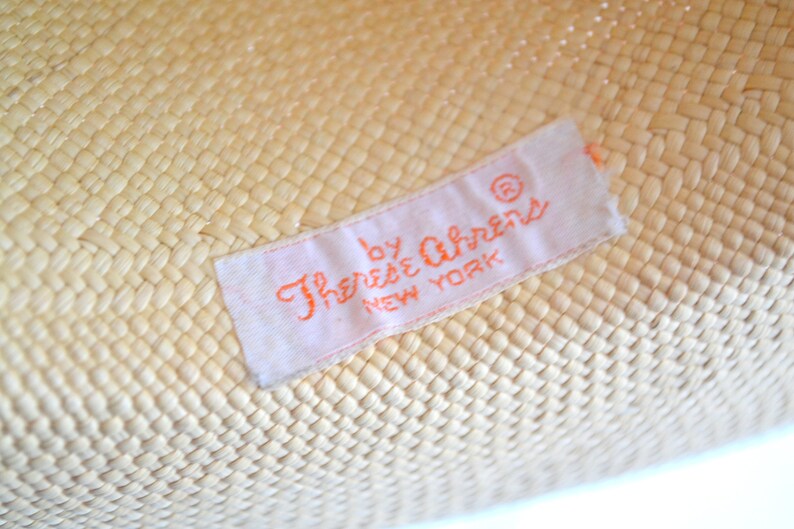 by ®
Therese Ahrens
NEW YORK